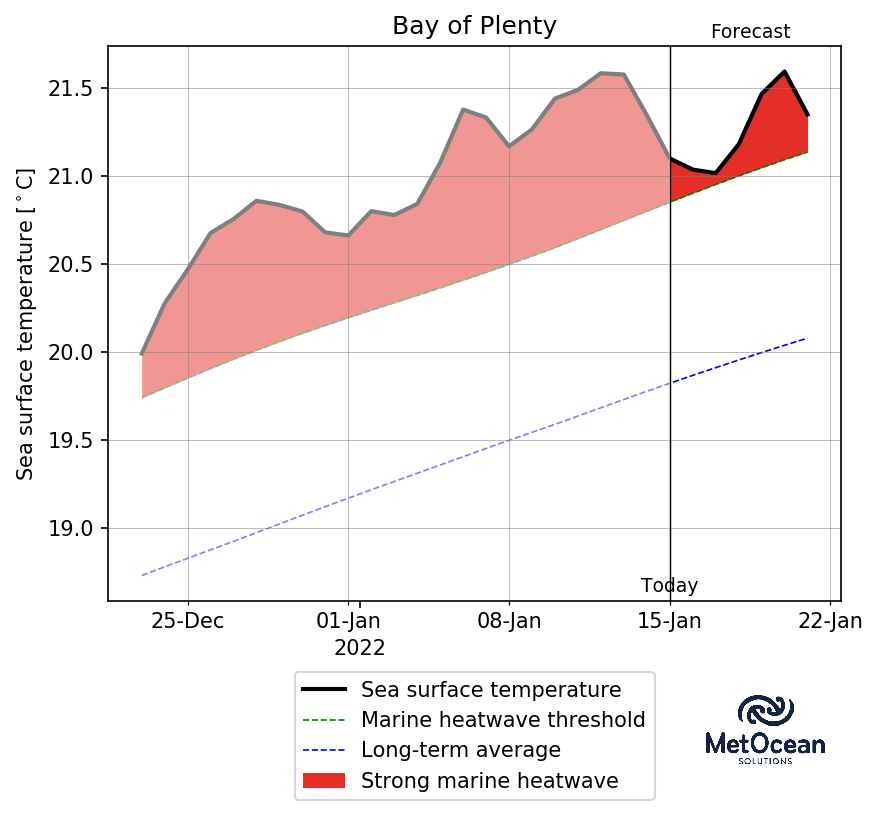 Bay of Plenty
Forecast
Sea surface temperature [°C]
21.5
21.0
20.5
20.0
19.5
19.0
Today
25-Dec
01-Jan
08-Jan
15-Jan
22-Jan
2022
Sea surface temperature
Marine heatwave threshold
Long-term average
Strong marine heatwave
MetOcean
SOLUTIONS